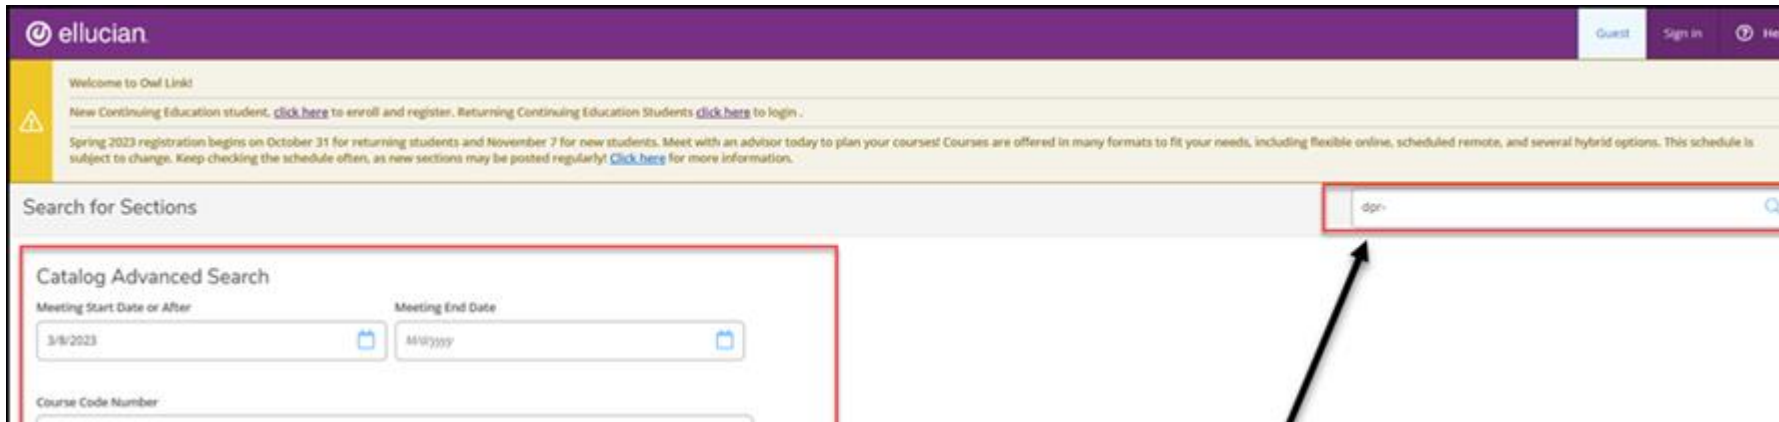 ellucian
Guest
Sign in
He
Welcome to Owl Link!
New Continuing Education student, click here to enroll and register. Returning Continuing Education Students click here to login .
Spring 2023 registration begins on October 31 for returning students and November 7 for new students. Meet with an advisor today to plan your courses! Courses are offered in many formats to fit your needs, including flexible online, scheduled remote, and several hybrid options. This schedule is
subject to change. Keep checking the schedule often, as new sections may be posted regularly! Click here for more information.
Search for Sections
dpr-
Catalog Advanced Search
Meeting Start Date or After
Meeting End Date
3/8/2023
M/d/yyyy
Course Code Number